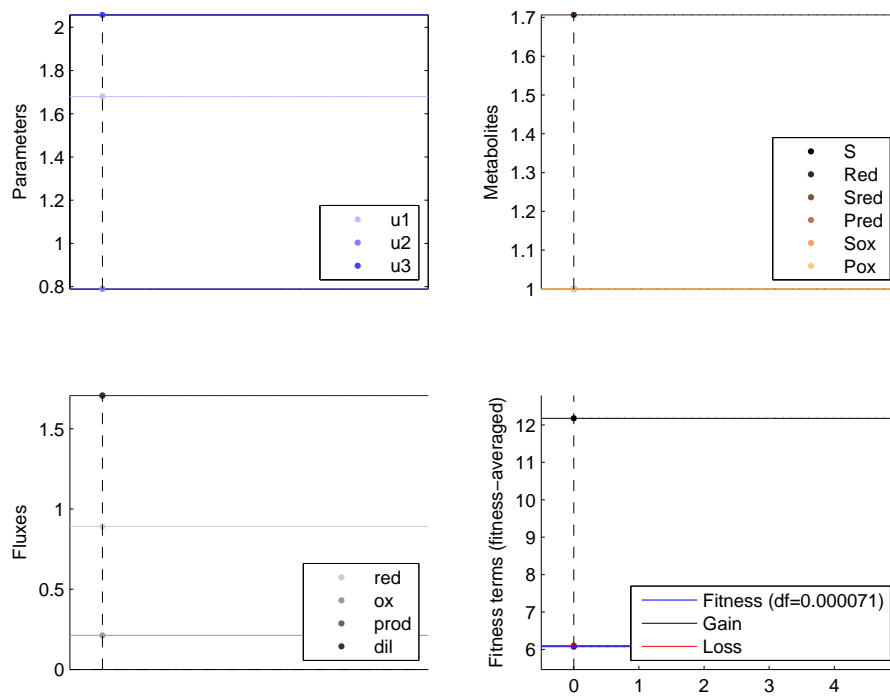 2
1.8
1.6
1.4
1.2
1
0.8
Parameters
u1
u2
u3
1.7
1.6
1.5
1.4
1.3
1.2
1.1
1
Metabolites
S
Red
Sred
Pred
Sox
Pox
1.5
1
0.5
0
Fluxes
red
ox
prod
dil
12
11
10
9
8
7
6
Fitness terms (fitness−averaged)
Fitness (df=0.000071)
Gain
Loss
0
1
2
3
4